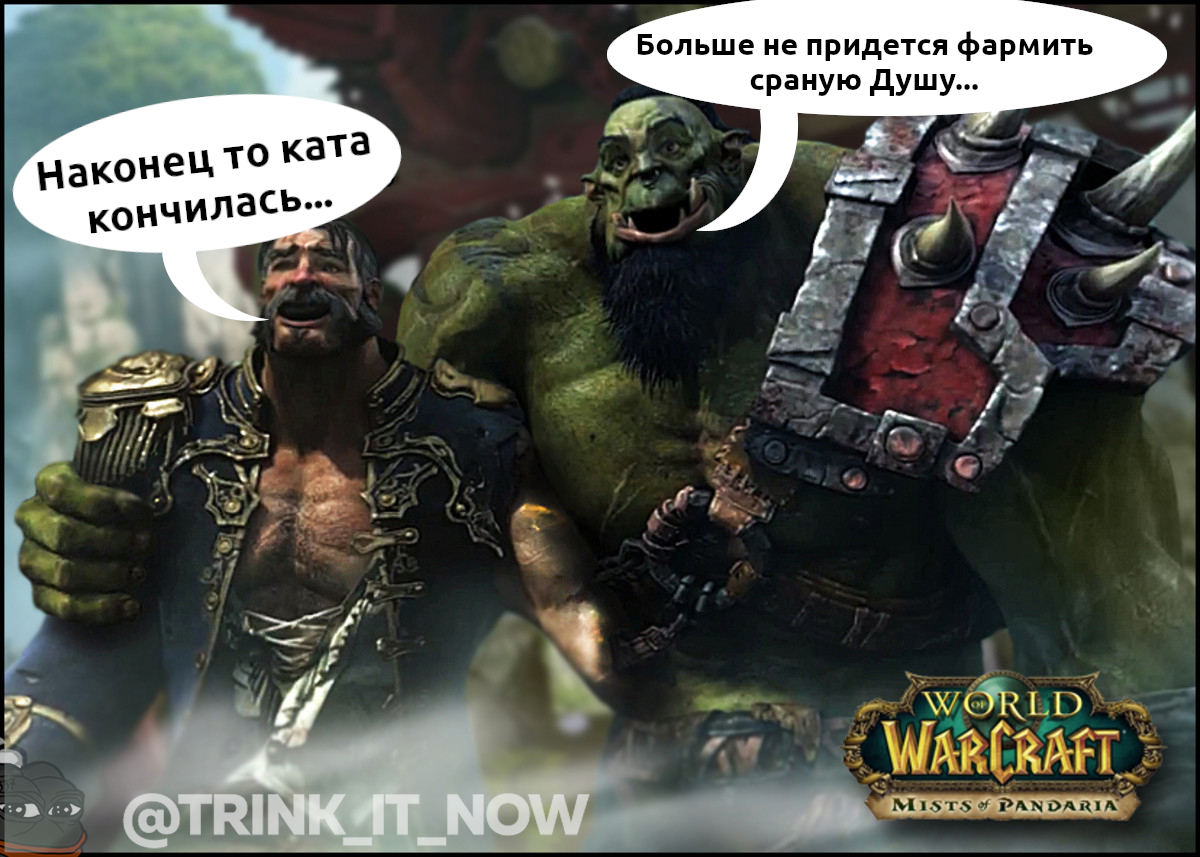 Больше не придется фармить
сраную Душу...
Наконец то ката
кончилась...
WORLD
OF
WARCRAFT
MISTS of PANDARIA
@TRINK_IT_NOW